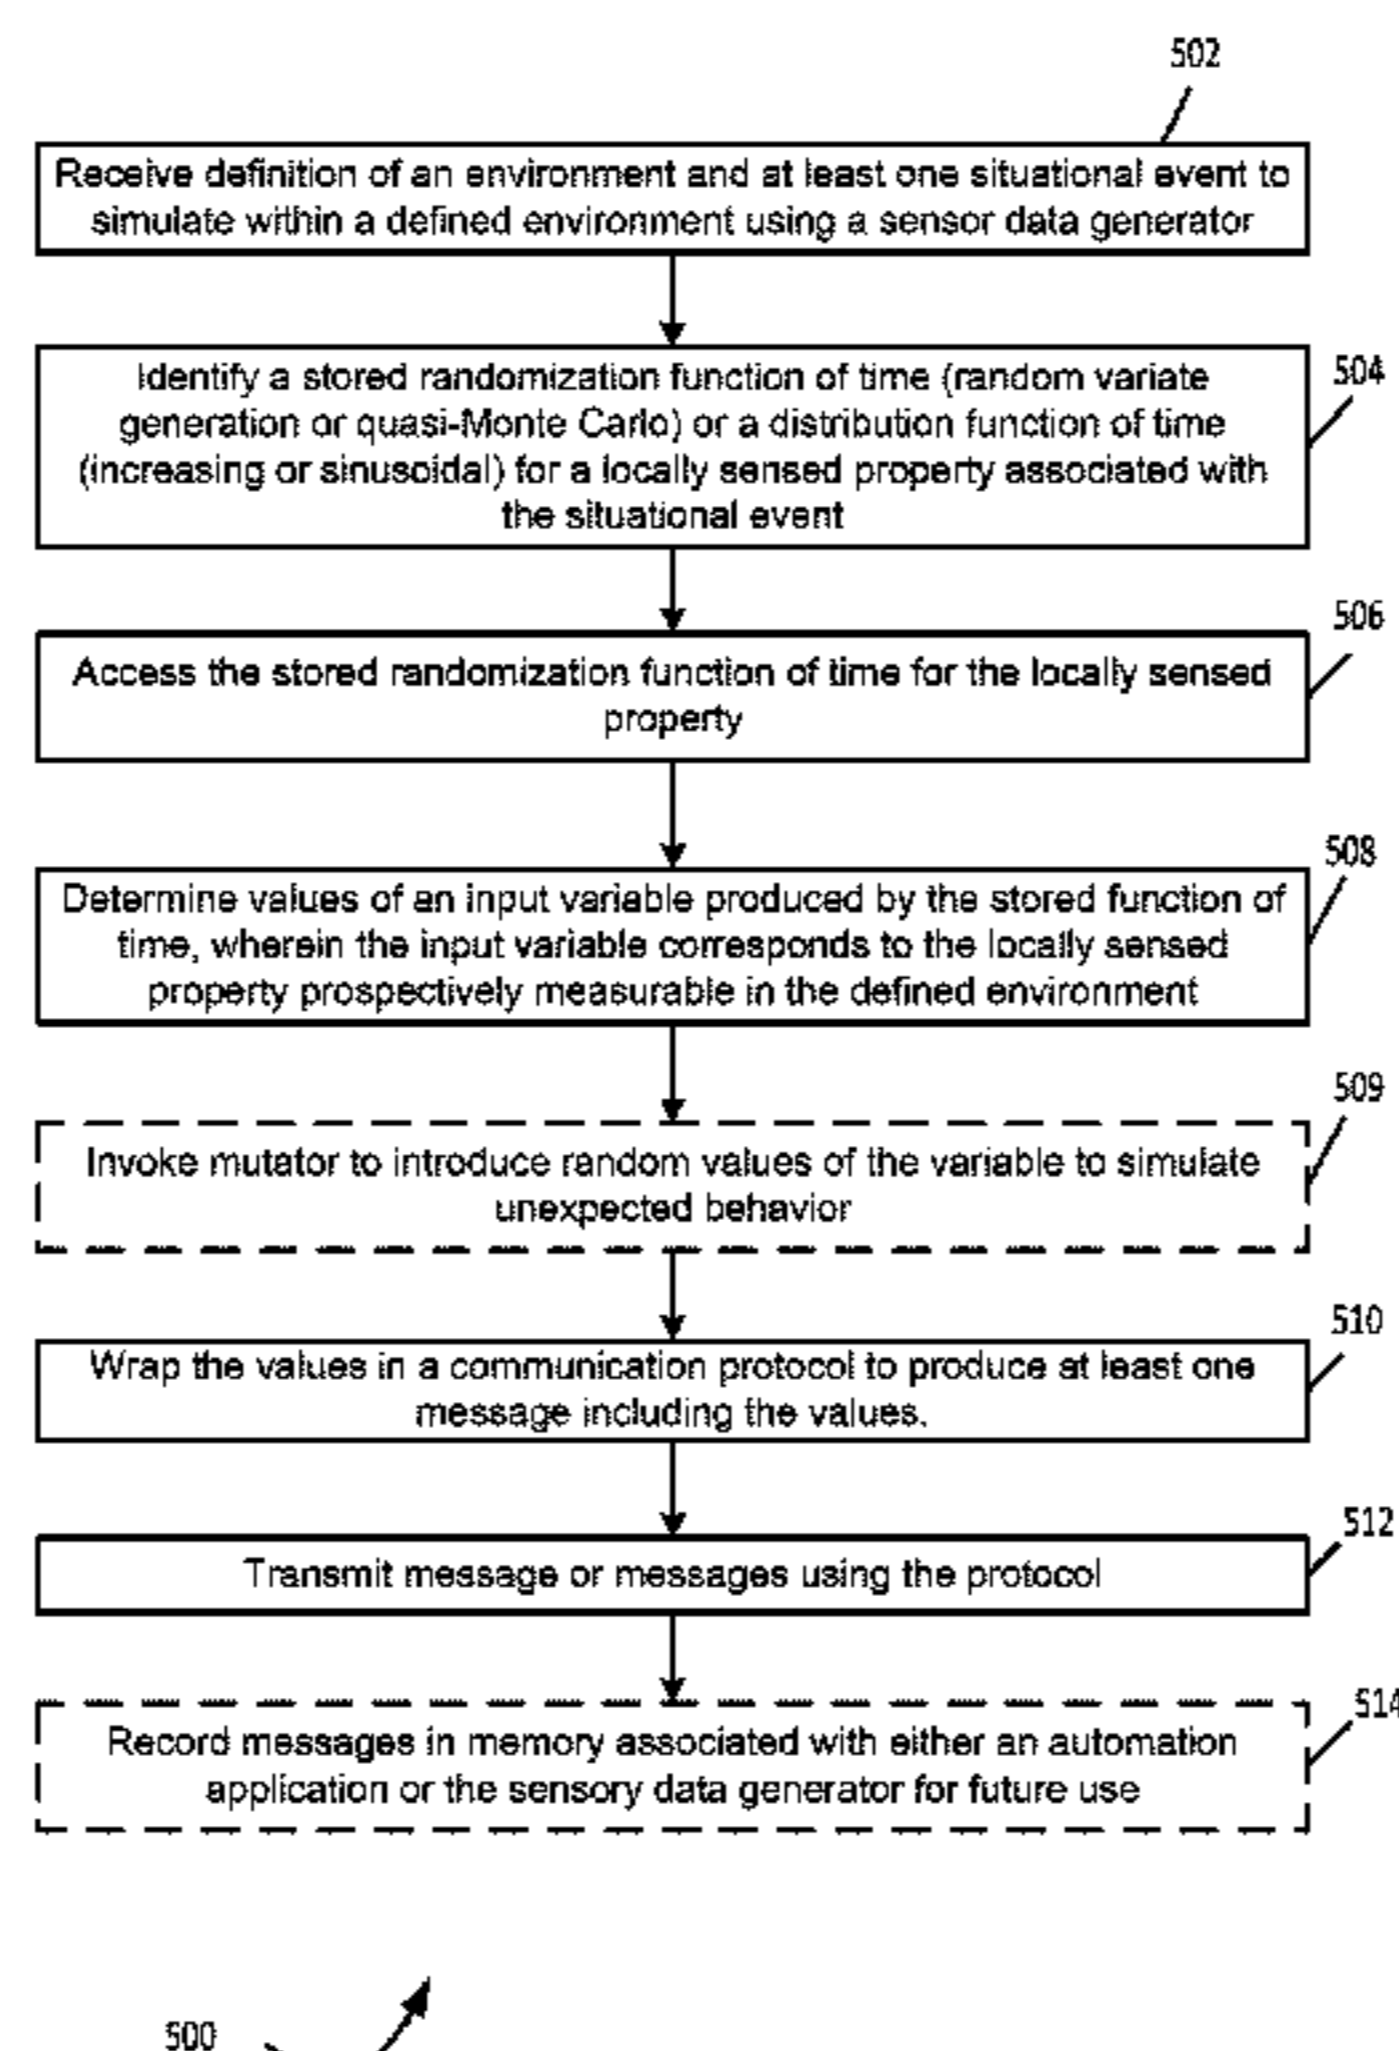 502
Receive definition of an environment and at least one situational event to
simulate within a defined environment using a sensor data generator
504
Identify a stored randomization function of time (random variate
generation or quasi-Monte Carlo) or a distribution function of time
(increasing or sinusoidal) for a locally sensed property associated with
the situational event
506
Access the stored randomization function of time for the locally sensed
property
508
Determine values of an input variable produced by the stored function of
time, wherein the input variable corresponds to the locally sensed
property prospectively measurable in the defined environment
509
Invoke mutator to introduce random values of the variable to simulate
unexpected behavior
510
Wrap the values in a communication protocol to produce at least one
message including the values.
512
Transmit message or messages using the protocol
514
Record messages in memory associated with either an automation
application or the sensory data generator for future use
500